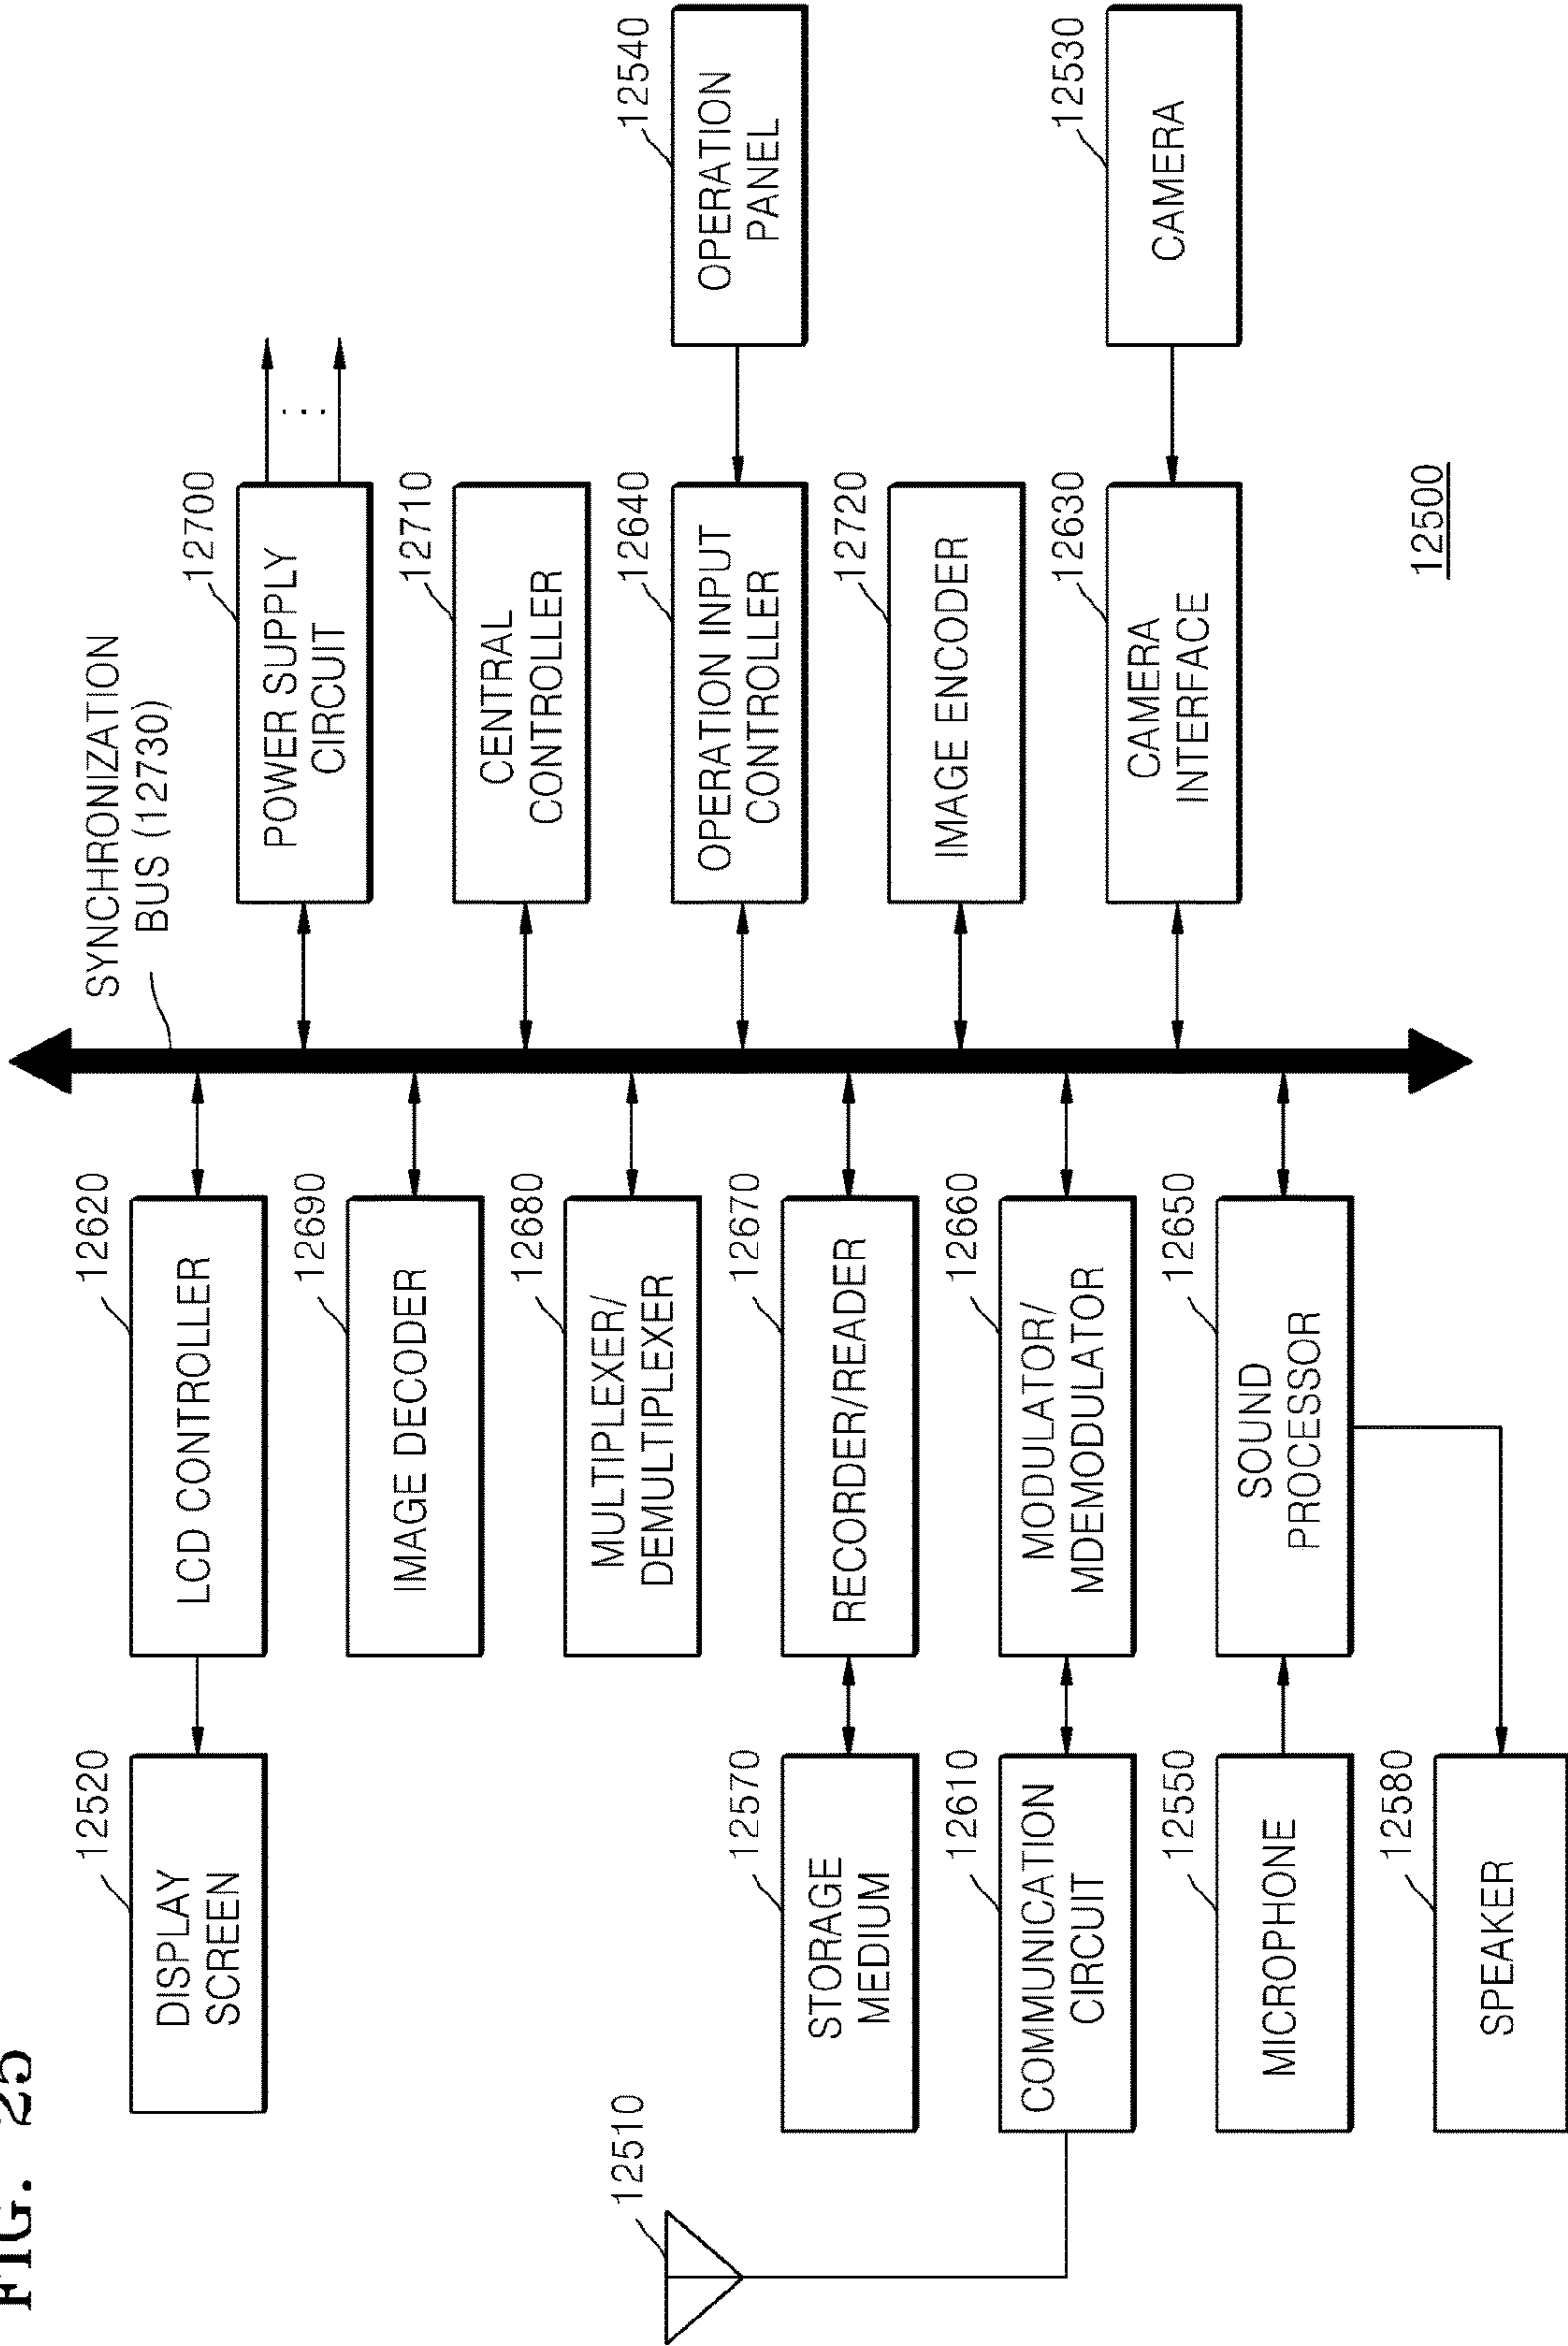 FIG. 25
12510
12520
DISPLAY
SCREEN
12620
LCD CONTROLLER
SYNCHRONIZATION
BUS (12730)
12700
POWER SUPPLY
CIRCUIT
...
12690
IMAGE DECODER
12710
CENTRAL
CONTROLLER
12680
MULTIPLEXER/
DEMULTIPLEXER
12640
OPERATION INPUT
CONTROLLER
12540
OPERATION
PANEL
12570
STORAGE
MEDIUM
12670
RECORDER/READER
12720
IMAGE ENCODER
12610
COMMUNICATION
CIRCUIT
12660
MODULATOR/
MDEMODULATOR
12630
CAMERA
INTERFACE
12530
CAMERA
12550
MICROPHONE
12650
SOUND
PROCESSOR
12580
SPEAKER
12500